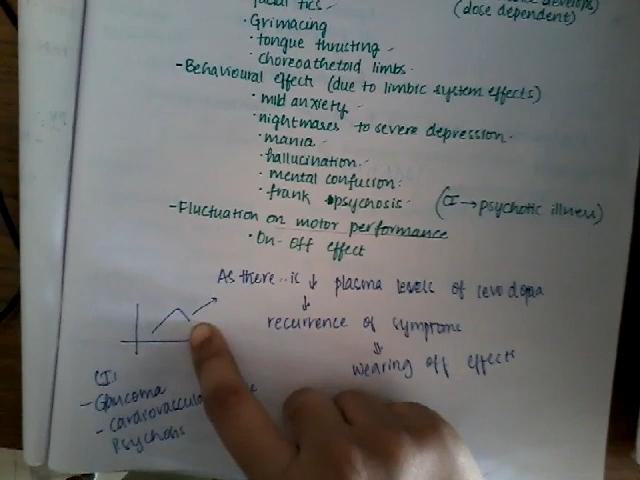 facial tics.
develops)
(dose dependent)
· Grimacing
· tongue thrusting
· choreoathetoid limbs.
- Behavioural effects (due to limbic system effects)
· mild anxiety
· nightmares to severe depression.
· mania
· hallucination.
· mental confusion.
· frank psychosis. (CI → psychotic illness)
- Fluctuation on motor performance
· On-off effect
As there.. is ↓ plasma levels of levodopa
↓
recurrence of symptoms
⇓
wearing off effects
CI:
- Glaucoma
- cardiovascular
Psychosis